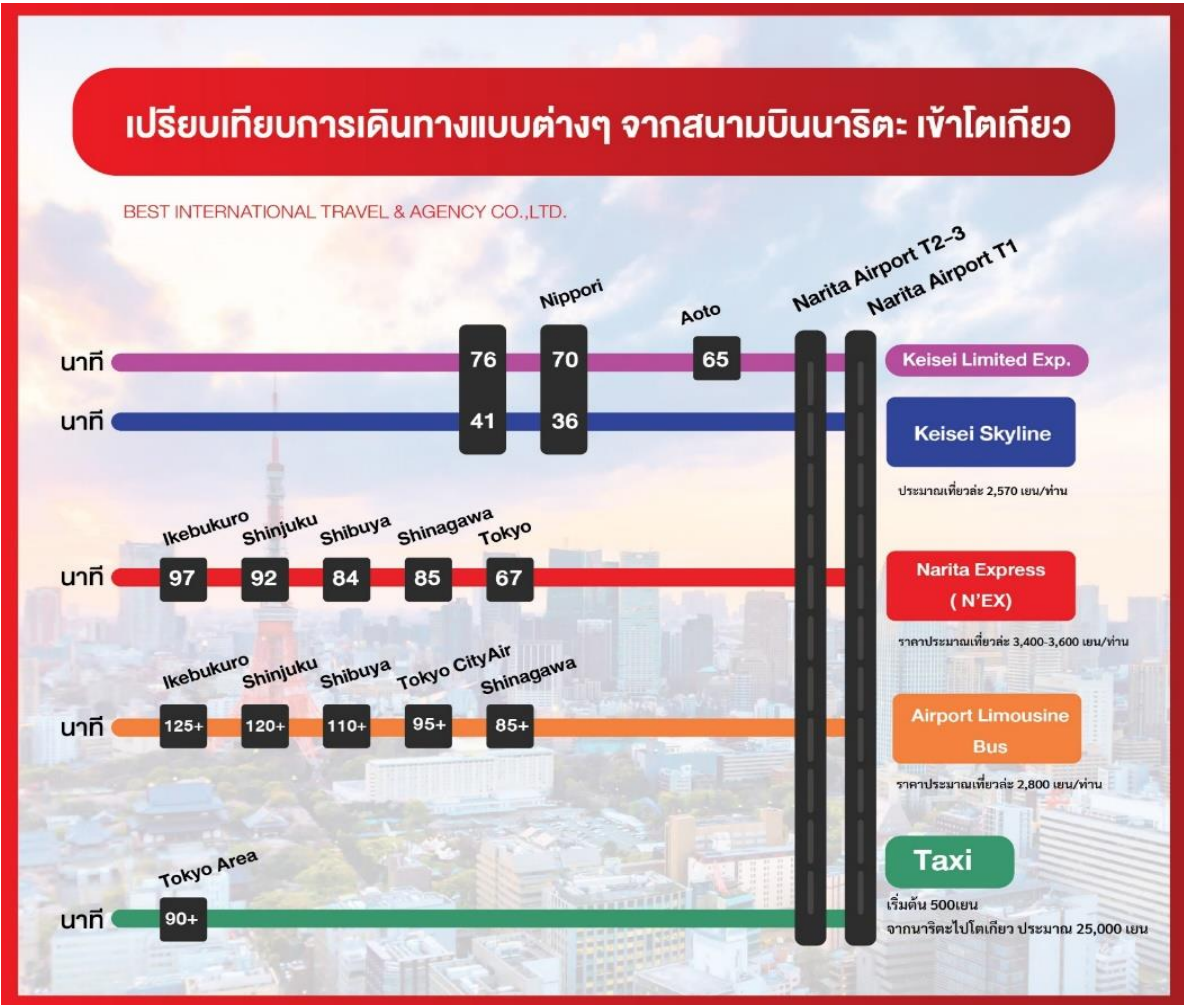 เปรียบเทียบการเดินทางแบบต่างๆ จากสนามบินนาริตะ เข้าโตเกียว
BEST INTERNATIONAL TRAVEL & AGENCY CO.,LTD.
Nippori
Aoto
Narita Airport T2-3
Narita Airport T1
นาที
76
70
65
Keisei Limited Exp.
นาที
41
36
Keisei Skyline
ประมาณเที่ยวล่ะ 2,570 เยน/ท่าน
Ikebukuro
Shinjuku
Shibuya
Shinagawa
Tokyo
นาที
97
92
84
85
67
Narita Express
( N'EX)
ราคาประมาณเที่ยวล่ะ 3,400-3,600 เยน/ท่าน
Ikebukuro
Shinjuku
Shibuya
Tokyo CityAir
Shinagawa
นาที
125+
120+
110+
95+
85+
Airport Limousine
Bus
ราคาประมาณเที่ยวล่ะ 2,800 เยน/ท่าน
Tokyo Area
นาที
90+
Taxi
เริ่มต้น 500เยน
จากนาริตะไปโตเกียว ประมาณ 25,000 เยน